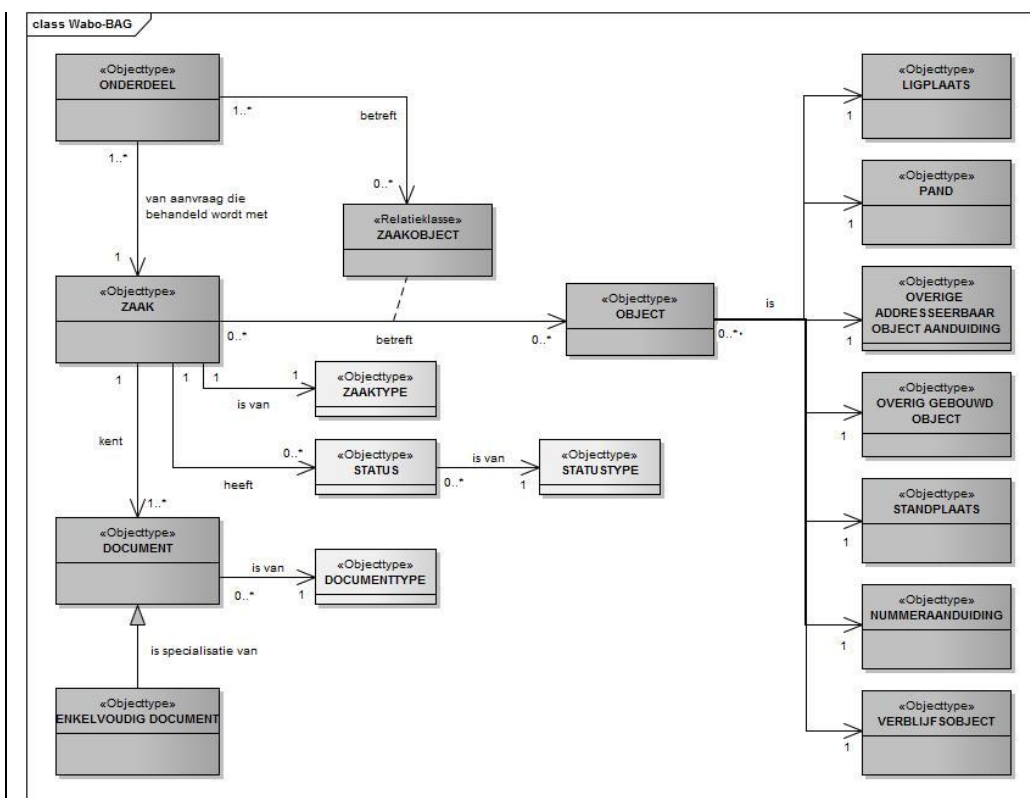 class Wabo-BAG
«Objecttype»
ONDERDEEL
1..*
betreft
1..*
0..*
van aanvraag die
behandeld wordt met
1
«Relatieklasse»
ZAAKOBJECT
«Objecttype»
ZAAK
0..*
betreft
0..*
«Objecttype»
OBJECT
0..*
is
1
1
1
1
«Objecttype»
ZAAKTYPE
is van
kent
0..*
heeft
«Objecttype»
STATUS
is van
0..*
1
«Objecttype»
STATUSTYPE
1..*
«Objecttype»
DOCUMENT
is van
0..*
1
«Objecttype»
DOCUMENTTYPE
is specialisatie van
«Objecttype»
ENKELVOUDIG DOCUMENT
«Objecttype»
LIGPLAATS
1
«Objecttype»
PAND
1
«Objecttype»
OVERIGE
ADDRESSEERBAAR
OBJECT AANDUIDING
1
«Objecttype»
OVERIG GEBOUWD
OBJECT
1
«Objecttype»
STANDPLAATS
1
«Objecttype»
NUMMERAANDUIDING
1
«Objecttype»
VERBLIJFSOBJECT
1